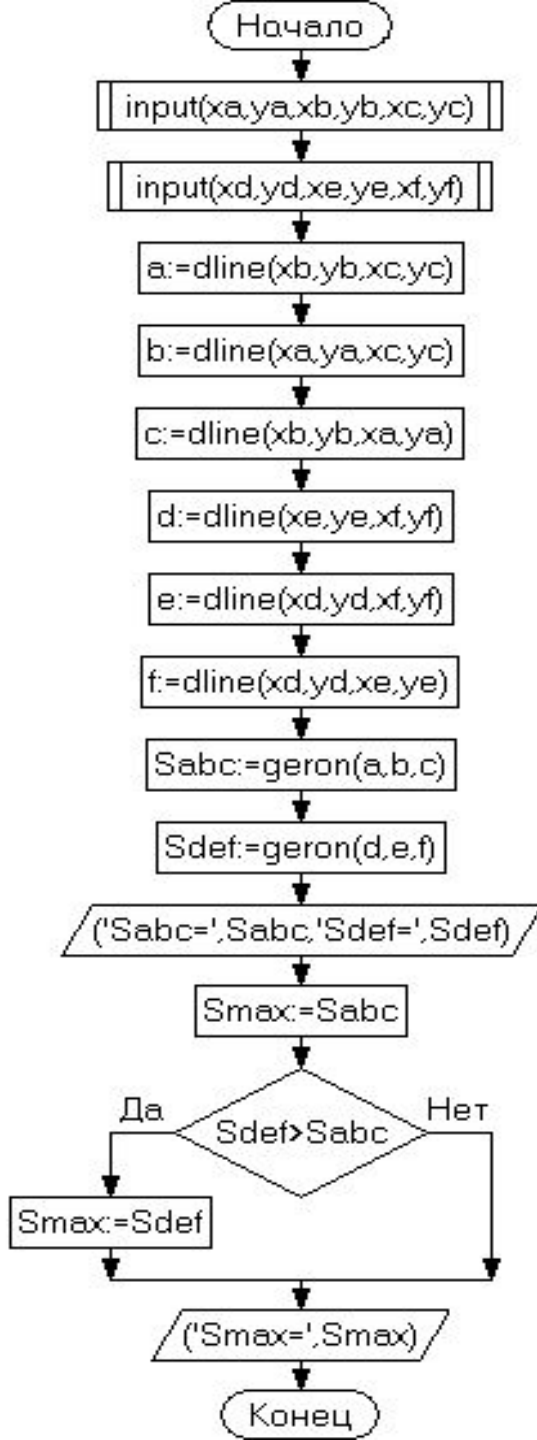 Начало
input(xa,ya,xb,yb,xc,yc)
input(xd,yd,xe,ye,xf,yf)
a:=dline(xb,yb,xc,yc)
b:=dline(xa,ya,xc,yc)
c:=dline(xb,yb,xa,ya)
d:=dline(xe,ye,xf,yf)
e:=dline(xd,yd,xf,yf)
f:=dline(xd,yd,xe,ye)
Sabc:=geron(a,b,c)
Sdef:=geron(d,e,f)
('Sabc=',Sabc,'Sdef=',Sdef)
Smax:=Sabc
Да
Нет
Sdef>Sabc
Smax:=Sdef
('Smax=',Smax)
Конец